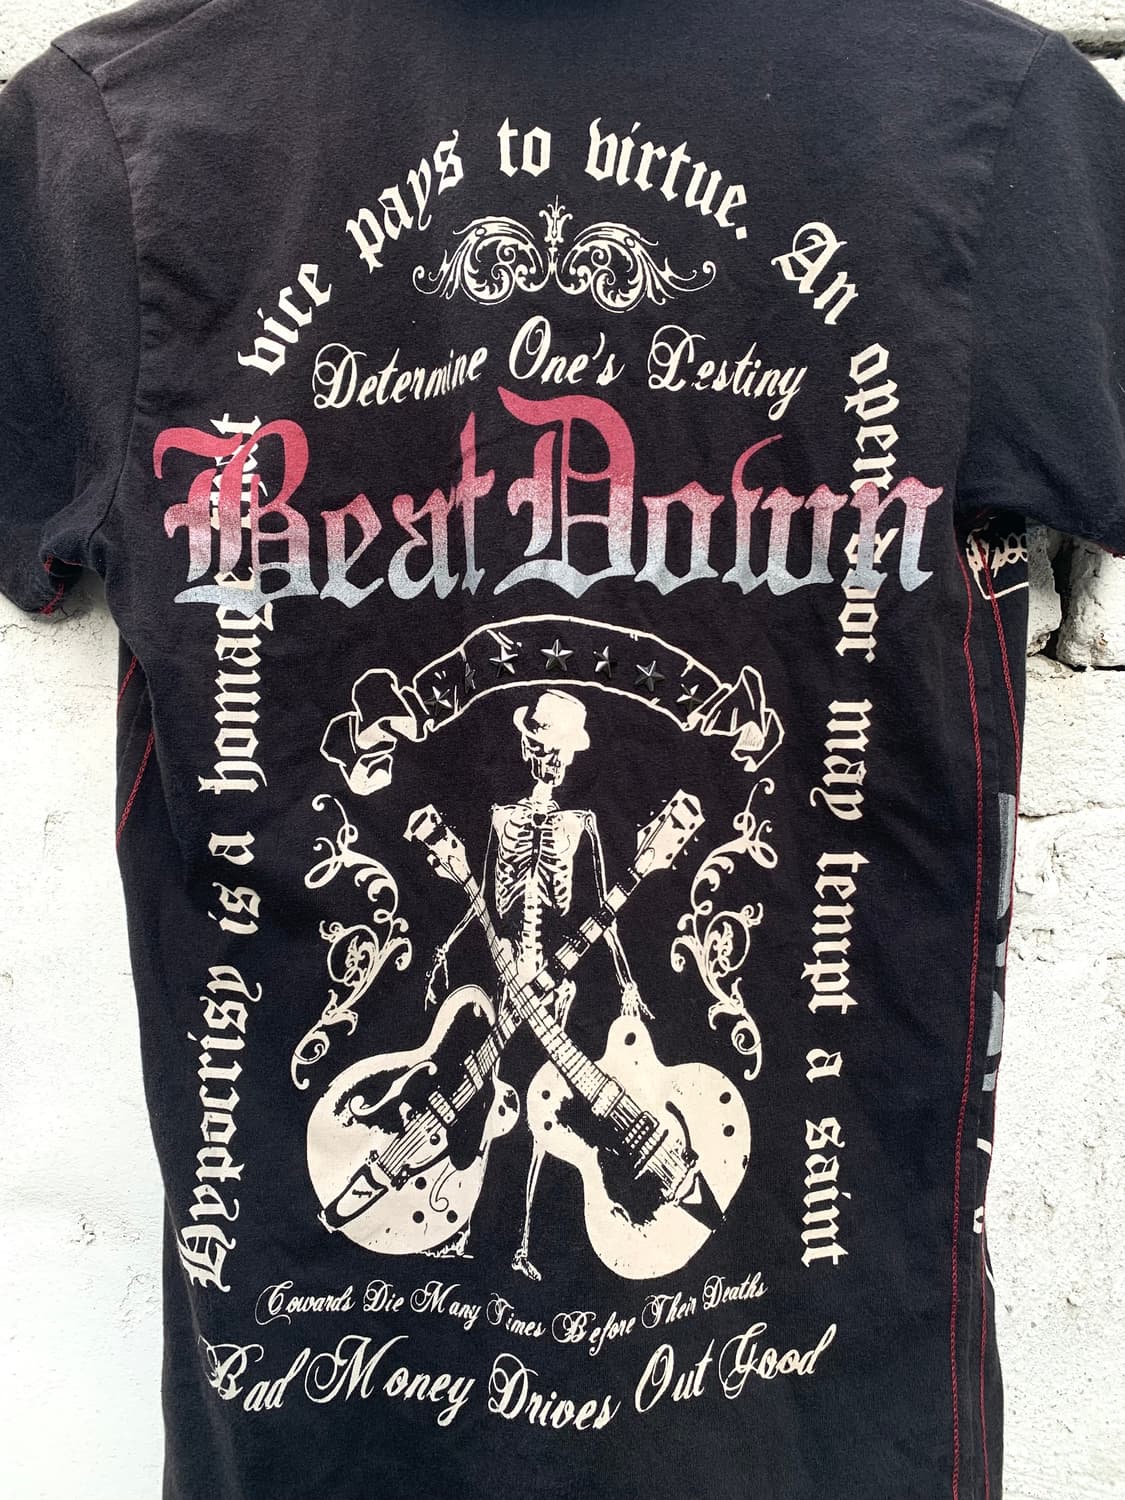 Hypocrisy is a homage that vice pays to virtue. An open door may tempt a saint
Determine One's Destiny
Beat Down
Cowards Die Many Times Before Their Deaths
Bad Money Drives Out Good